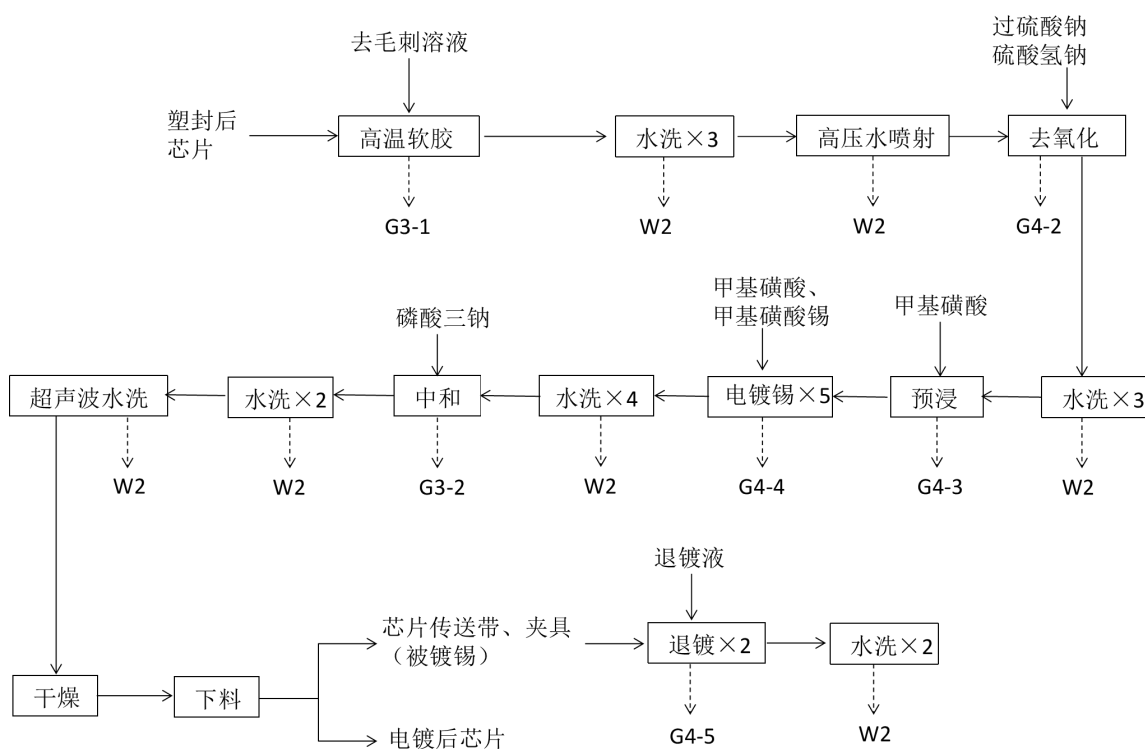 去毛刺溶液
过硫酸钠
硫酸氢钠
塑封后
芯片
高温软胶
水洗×3
高压水喷射
去氧化
G3-1
W2
W2
G4-2
磷酸三钠
甲基磺酸、
甲基磺酸锡
甲基磺酸
超声波水洗
水洗×2
中和
水洗×4
电镀锡×5
预浸
水洗×3
W2
W2
G3-2
W2
G4-4
G4-3
W2
退镀液
芯片传送带、夹具
（被镀锡）
退镀×2
水洗×2
干燥
下料
电镀后芯片
G4-5
W2